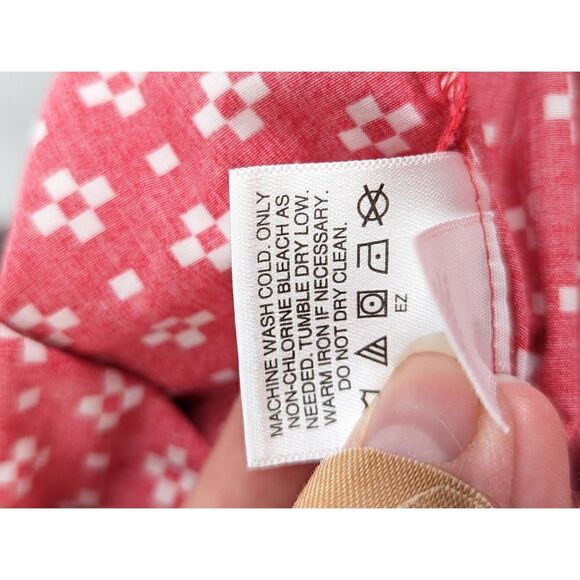 MACHINE WASH COLD. ONLY
NON-CHLORINE BLEACH AS
NEEDED. TUMBLE DRY LOW.
WARM IRON IF NECESSARY.
DO NOT DRY CLEAN.
EZ